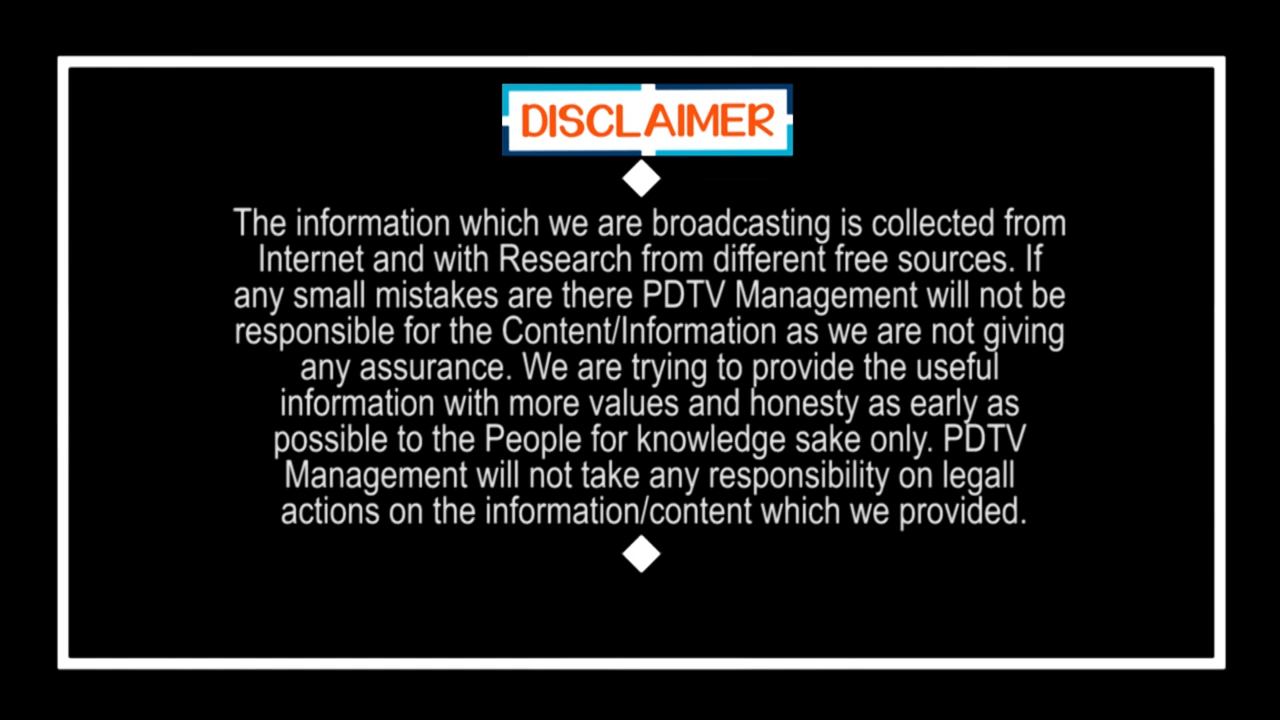 DISCLAIMER
The information which we are broadcasting is collected from
Internet and with Research from different free sources. If
any small mistakes are there PDTV Management will not be
responsible for the Content/Information as we are not giving
any assurance. We are trying to provide the useful
information with more values and honesty as early as
possible to the People for knowledge sake only. PDTV
Management will not take any responsibility on legall
actions on the information/content which we provided.